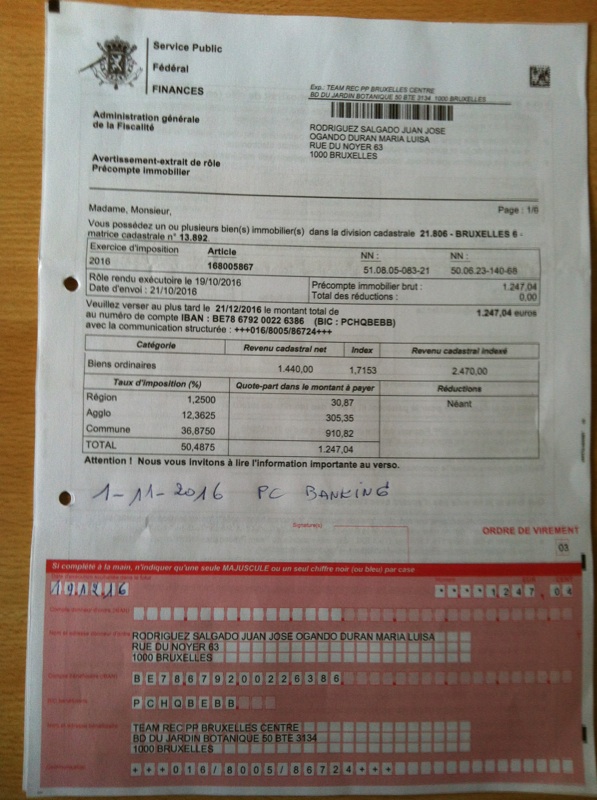 Service Public
Fédéral
FINANCES
Exp.: TEAM REC PP BRUXELLES CENTRE
BD DU JARDIN BOTANIQUE 50 BTE 3134 1000 BRUXELLES
Administration générale
de la Fiscalité
RODRIGUEZ SALGADO JUAN JOSE
OGANDO DURAN MARIA LUISA
RUE DU NOYER 63
1000 BRUXELLES
Avertissement-extrait de rôle
Précompte immobilier
Madame, Monsieur,
Page : 1/6
Vous possédez un ou plusieurs bien(s) immobilier(s) dans la division cadastrale 21.806 - BRUXELLES 6 -
matrice cadastrale n° 13.892
Exercice d'imposition Article NN : NN :
2016 168005867 51.08.05-083-21 50.06.23-140-68
Rôle rendu exécutoire le 19/10/2016 Précompte immobilier brut : 1.247,04
Date d'envoi : 21/10/2016 Total des réductions : 0,00
Veuillez verser au plus tard le 21/12/2016 le montant total de 1.247,04 euros
au numéro de compte IBAN : BE78 6792 0022 6386 (BIC : PCHQBEBB)
avec la communication structurée : +++016/8005/86724+++
Catégorie Revenu cadastral net Index Revenu cadastral indexé
Biens ordinaires 1.440,00 1,7153 2.470,00
Taux d'imposition (%) Quote-part dans le montant à payer Réductions
Région 1,2500 30,87 Néant
Agglo 12,3625 305,35
Commune 36,8750 910,82
TOTAL 50,4875 1.247,04
Attention ! Nous vous invitons à lire l'information importante au verso.
1-11-2016 PC BANKING
Signature(s)
ORDRE DE VIREMENT
03
Si complété à la main, n'indiquer qu'une seule MAJUSCULE ou un seul chiffre noir (ou bleu) par case
* * * * 1247 04
RODRIGUEZ SALGADO JUAN JOSE OGANDO DURAN MARIA LUISA
RUE DU NOYER 63
1000 BRUXELLES
BE78679200226386
PCHQBEBB
TEAM REC PP BRUXELLES CENTRE
BD DU JARDIN BOTANIQUE 50 BTE 3134
1000 BRUXELLES
Communication
+++016/8005/86724+++